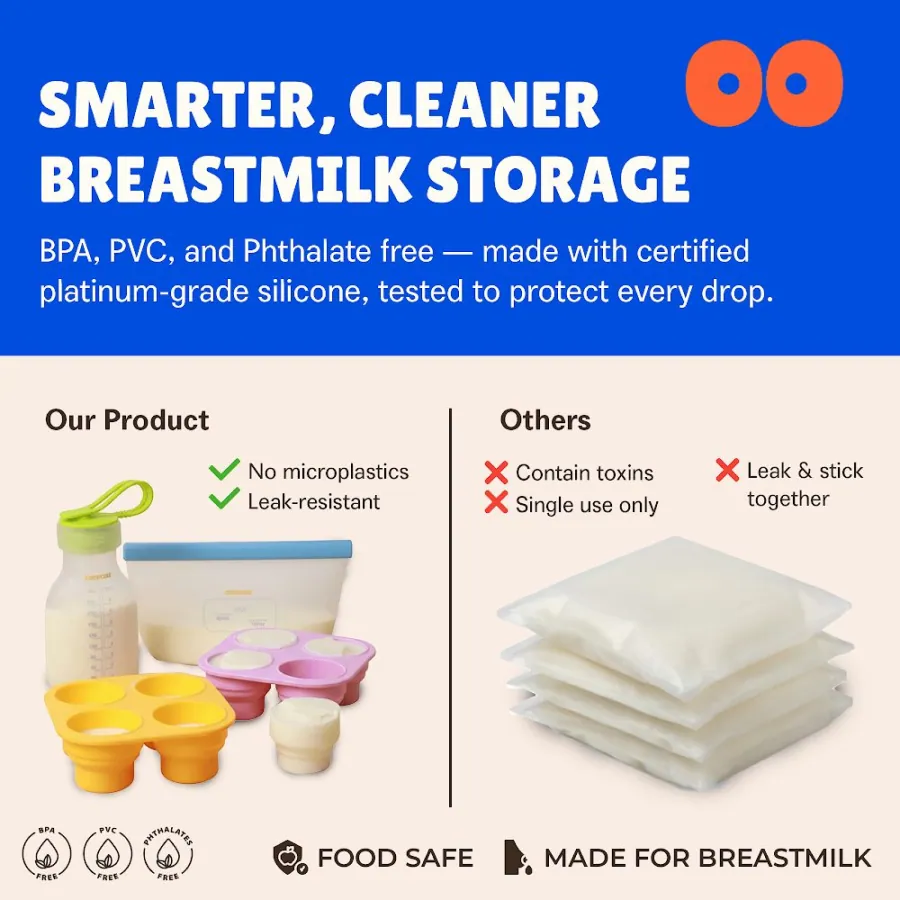 SMARTER, CLEANER
BREASTMILK STORAGE
BPA, PVC, and Phthalate free — made with certified
platinum-grade silicone, tested to protect every drop.
Our Product
✓ No microplastics
✓ Leak-resistant
Others
✗ Contain toxins
✗ Single use only
✗ Leak & stick
together
BPA
FREE
PVC
FREE
PHTHALATES
FREE
FOOD SAFE
MADE FOR BREASTMILK